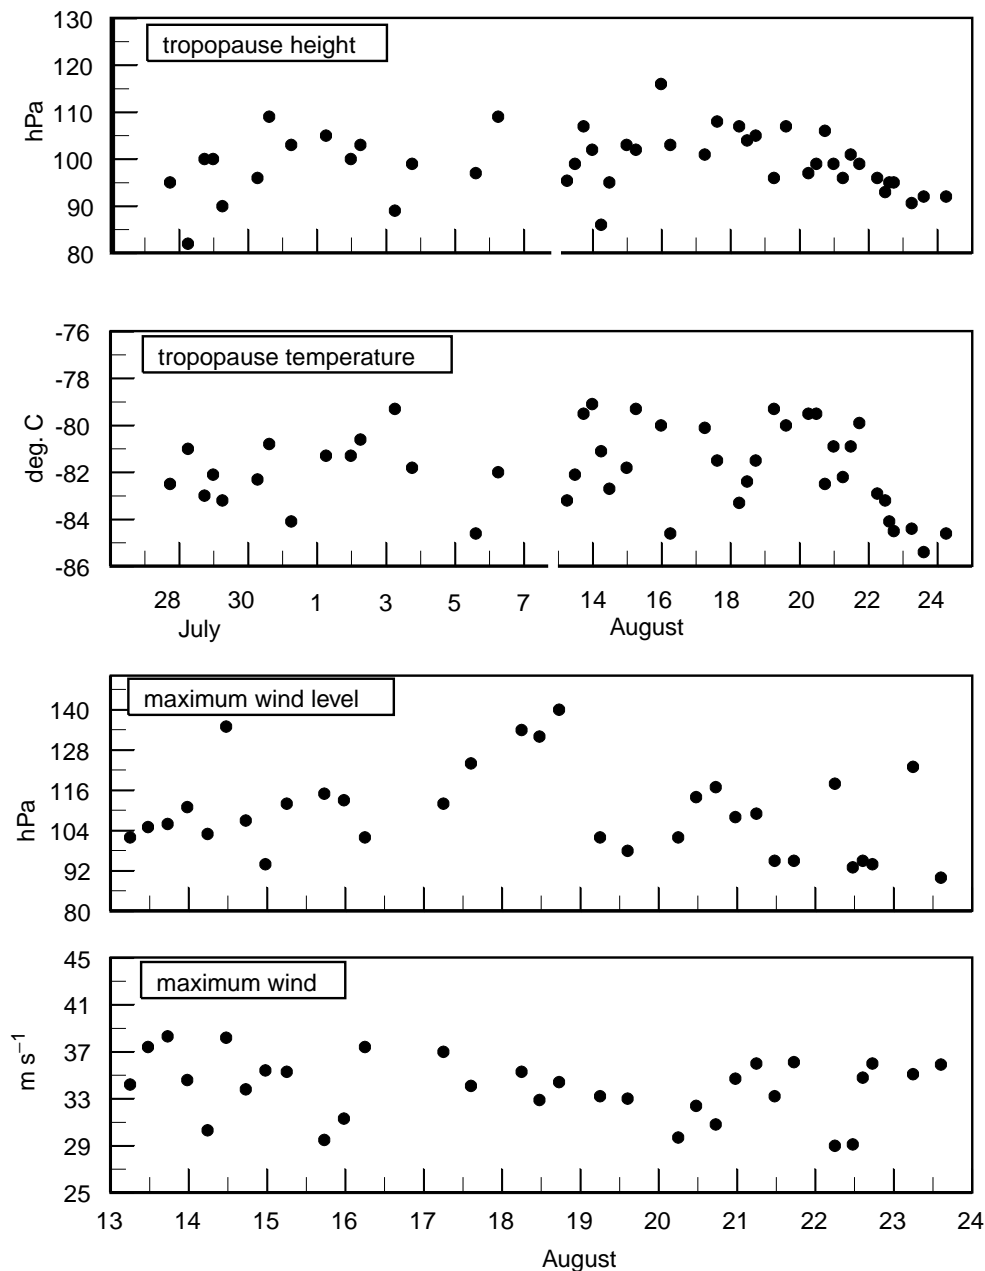 130
tropopause height
120
110
hPa
100
90
80
-76
tropopause temperature
-78
-80
deg. C
-82
-84
-86
28 30 1 3 5 7 14 16 18 20 22 24
July August
maximum wind level
140
128
116
hPa
104
92
80
45
maximum wind
41
37
m s⁻¹
33
29
25
13 14 15 16 17 18 19 20 21 22 23 24
August